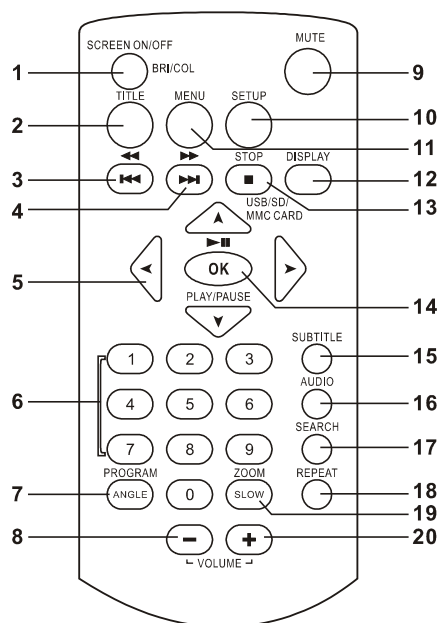 SCREEN ON/OFF
MUTE
1 BRI/COL 9
TITLE MENU SETUP
2 10
11
STOP DISPLAY
3 12
4 USB/SD/ 13
MMC CARD
5 OK
PLAY/PAUSE 14
SUBTITLE
1 2 3 15
AUDIO
6 4 5 6 16
SEARCH
7 8 9 17
PROGRAM ZOOM REPEAT
7 ANGLE 0 SLOW 18
19
8 − + 20
VOLUME